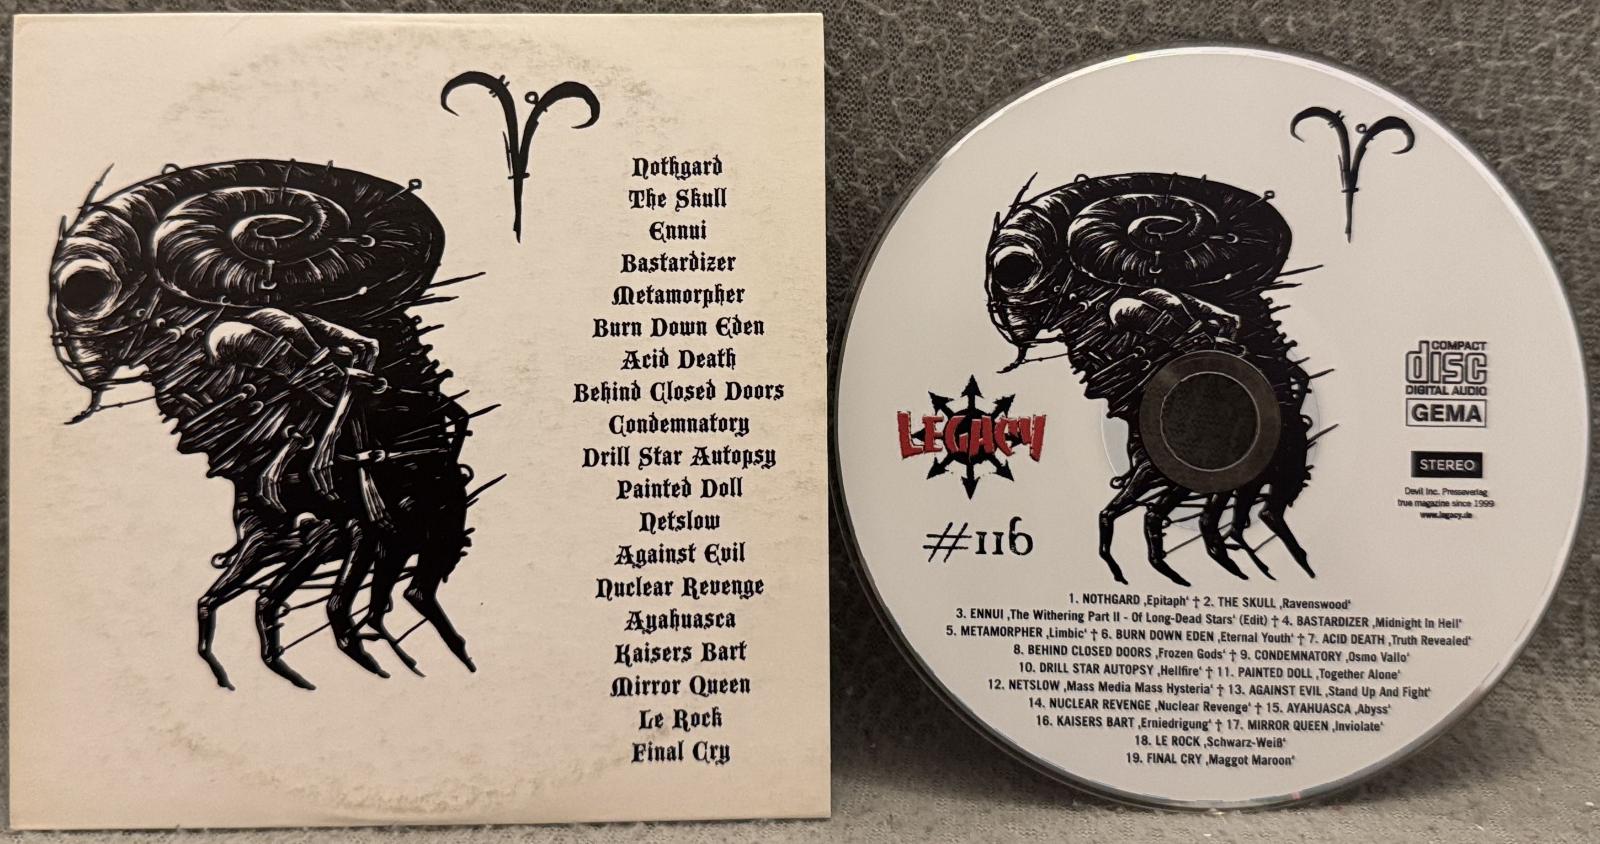 Nothgard
The Skull
Ennui
Bastardizer
Metamorpher
Burn Down Eden
Acid Death
Behind Closed Doors
Condemnatory
Drill Star Autopsy
Painted Doll
Netslow
Against Evil
Nuclear Revenge
Ayahuasca
Kaisers Bart
Mirror Queen
Le Rock
Final Cry
LEGACY
#116
COMPACT
disc
DIGITAL AUDIO
GEMA
STEREO
Devil Inc. Presseverlag
true magazine since 1999
www.legacy.de
1. NOTHGARD ‚Epitaph‘ † 2. THE SKULL ‚Ravenswood‘
3. ENNUI ‚The Withering Part II - Of Long-Dead Stars‘ (Edit) † 4. BASTARDIZER ‚Midnight In Hell‘
5. METAMORPHER ‚Limbic‘ † 6. BURN DOWN EDEN ‚Eternal Youth‘ † 7. ACID DEATH ‚Truth Revealed‘
8. BEHIND CLOSED DOORS ‚Frozen Gods‘ † 9. CONDEMNATORY ‚Osmo Vallo‘
10. DRILL STAR AUTOPSY ‚Hellfire‘ † 11. PAINTED DOLL ‚Together Alone‘
12. NETSLOW ‚Mass Media Mass Hysteria‘ † 13. AGAINST EVIL ‚Stand Up And Fight‘
14. NUCLEAR REVENGE ‚Nuclear Revenge‘ † 15. AYAHUASCA ‚Abyss‘
16. KAISERS BART ‚Erniedrigung‘ † 17. MIRROR QUEEN ‚Inviolate‘
18. LE ROCK ‚Schwarz-Weiß‘
19. FINAL CRY ‚Maggot Maroon‘